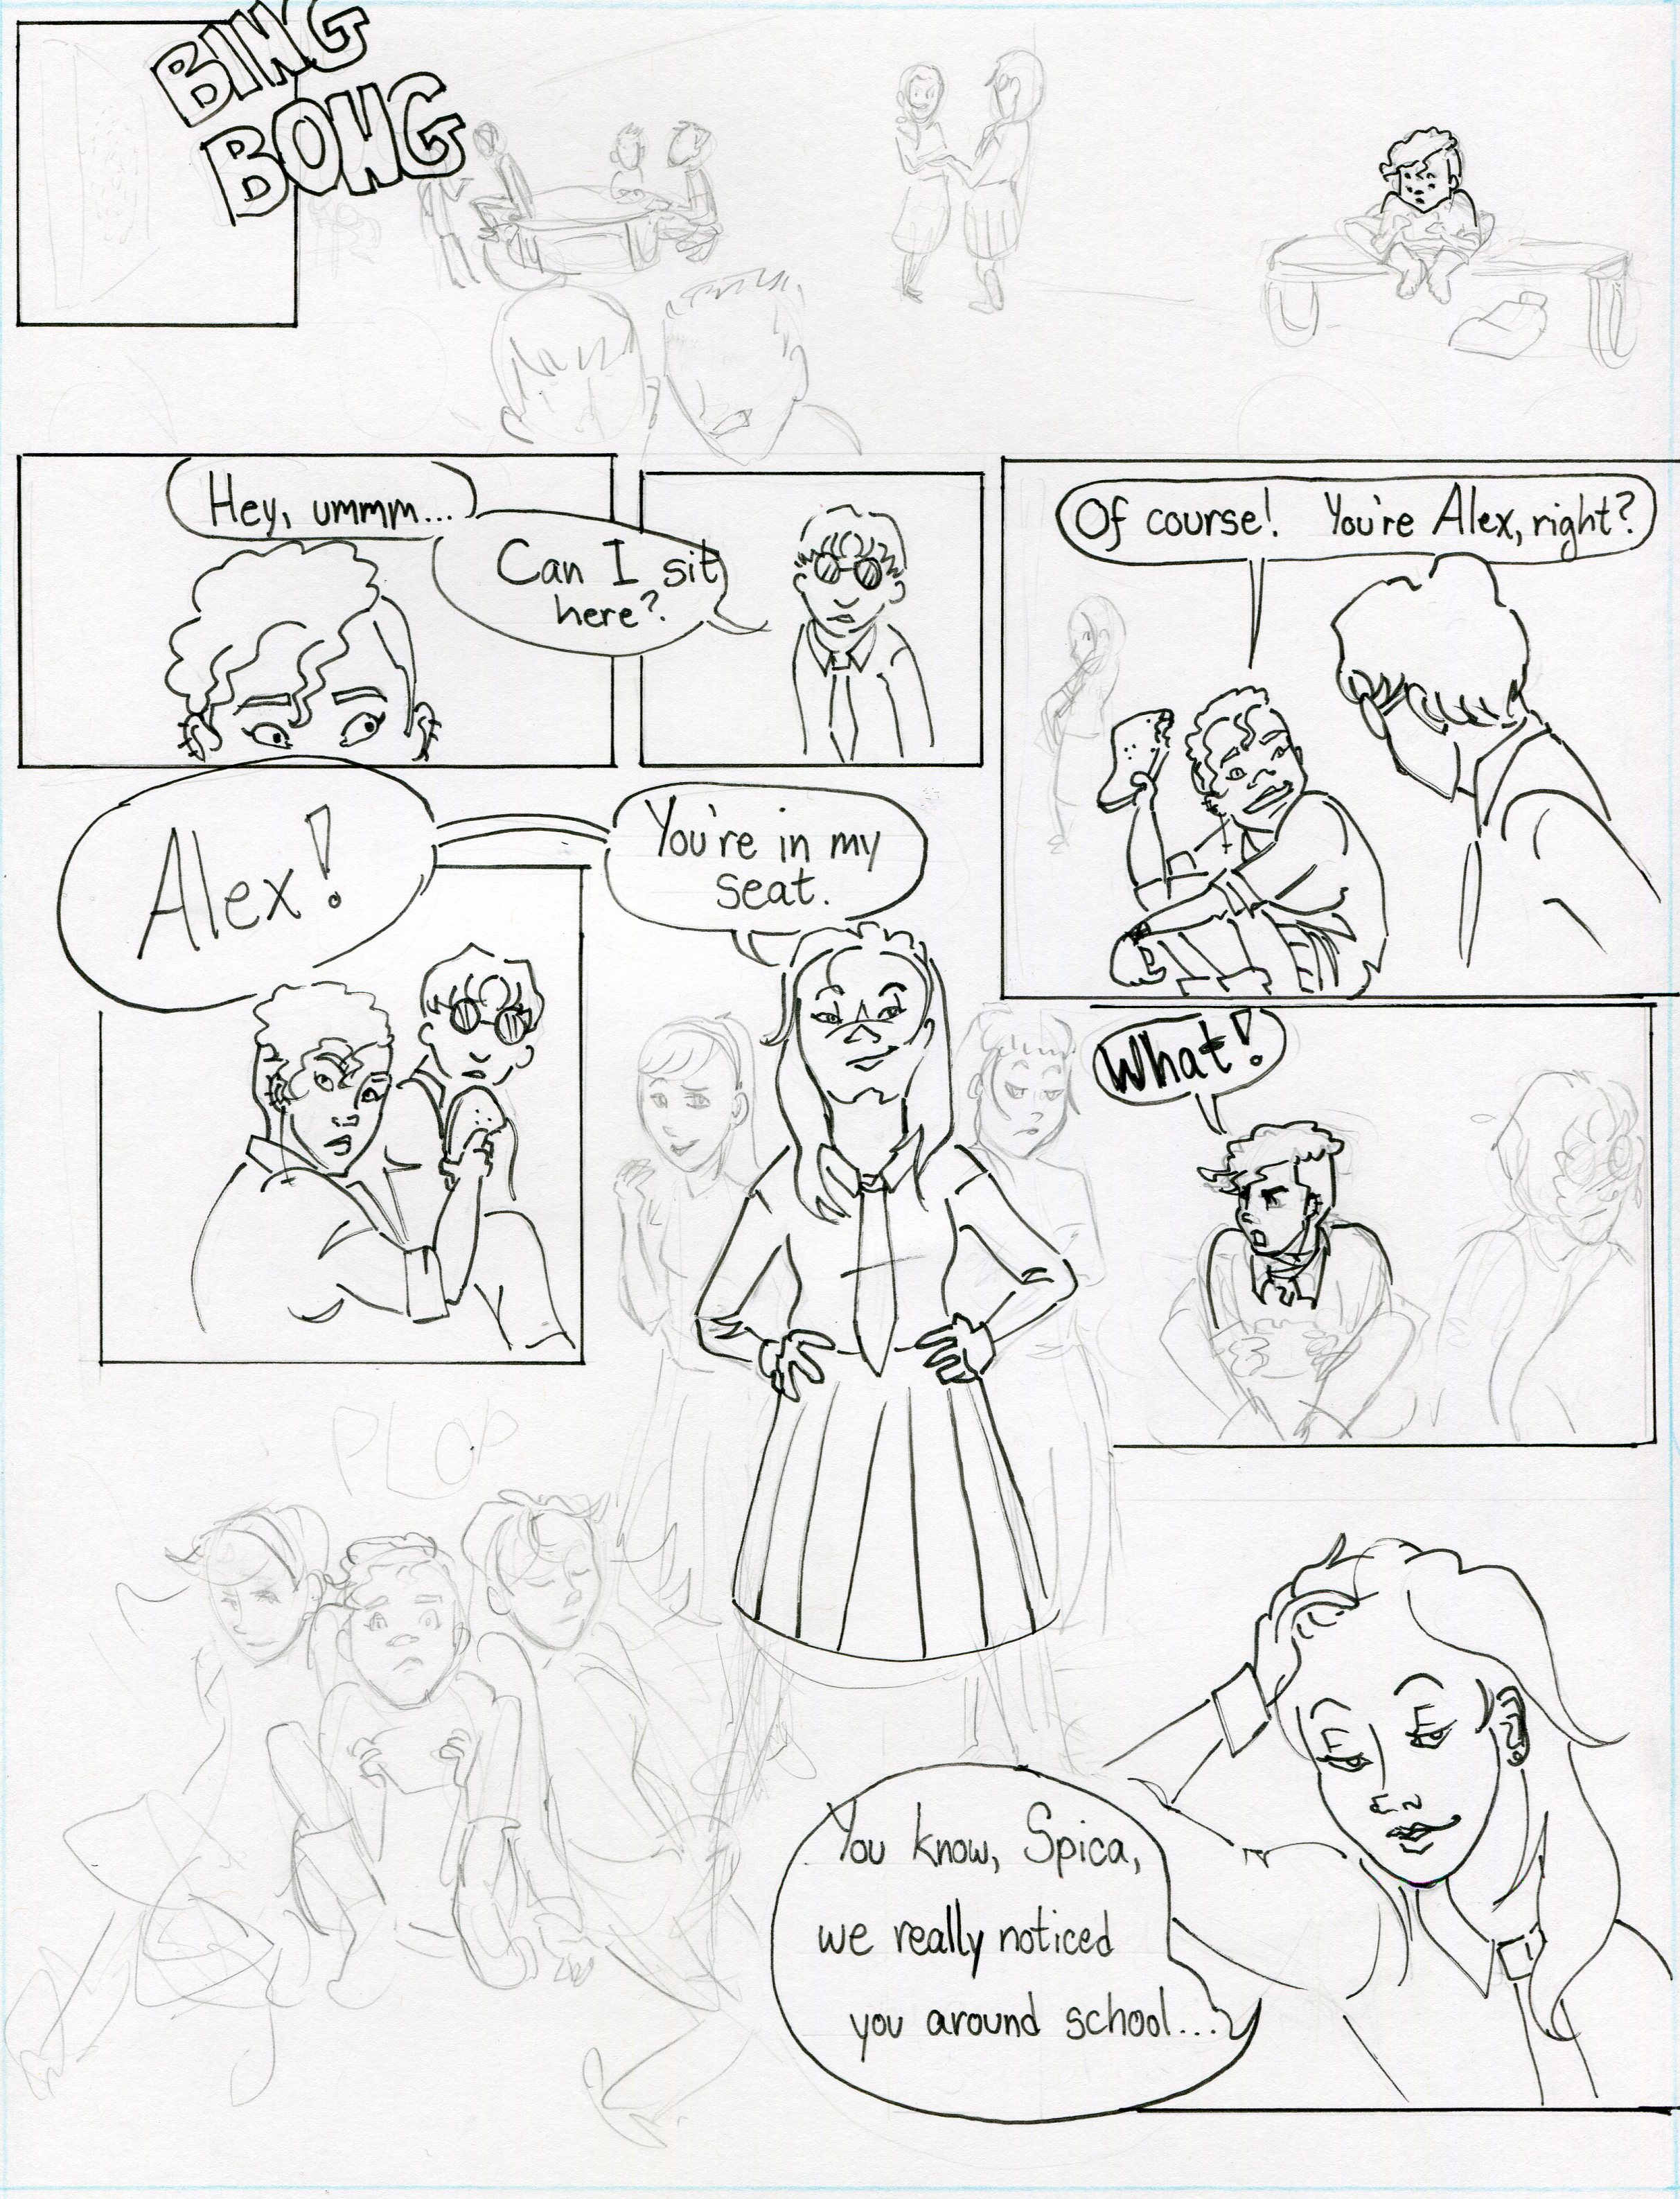 BING
BONG
Hey, ummm...
Can I sit
here?
Of course! You're Alex, right?
Alex!
You're in my
seat.
What!
PLOP
You know, Spica,
we really noticed
you around school...